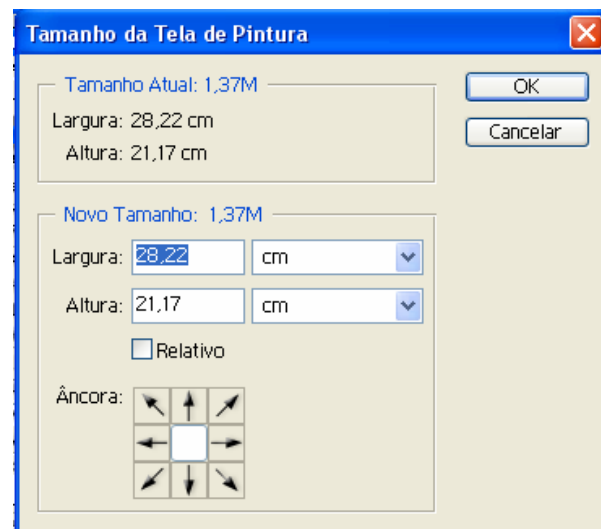 Tamanho da Tela de Pintura
Tamanho Atual: 1,37M
OK
Largura: 28,22 cm
Cancelar
Altura: 21,17 cm
Novo Tamanho: 1,37M
Largura: 28,22 cm
Altura: 21,17 cm
Relativo
Âncora: